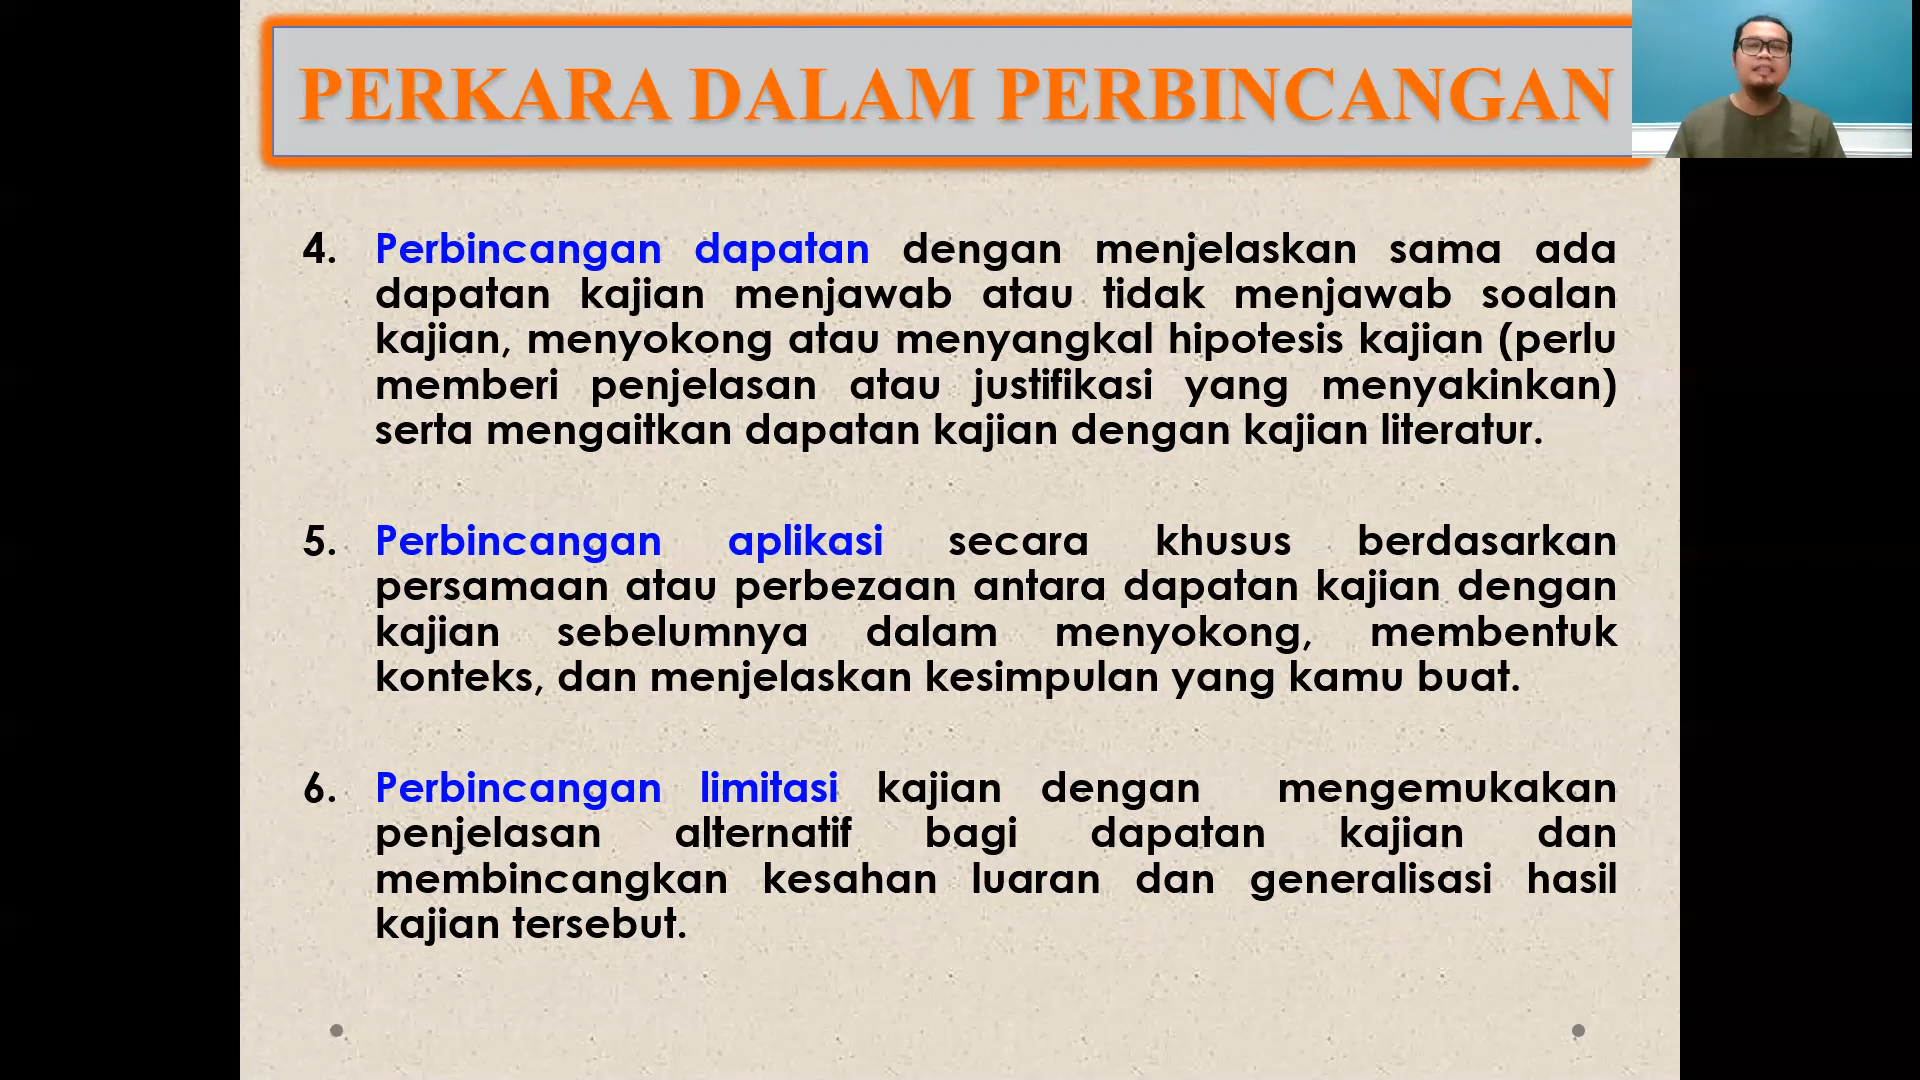 PERKARA DALAM PERBINCANGAN
4. Perbincangan dapatan dengan menjelaskan sama ada
dapatan kajian menjawab atau tidak menjawab soalan
kajian, menyokong atau menyangkal hipotesis kajian (perlu
memberi penjelasan atau justifikasi yang menyakinkan)
serta mengaitkan dapatan kajian dengan kajian literatur.
5. Perbincangan aplikasi secara khusus berdasarkan
persamaan atau perbezaan antara dapatan kajian dengan
kajian sebelumnya dalam menyokong, membentuk
konteks, dan menjelaskan kesimpulan yang kamu buat.
6. Perbincangan limitasi kajian dengan mengemukakan
penjelasan alternatif bagi dapatan kajian dan
membincangkan kesahan luaran dan generalisasi hasil
kajian tersebut.